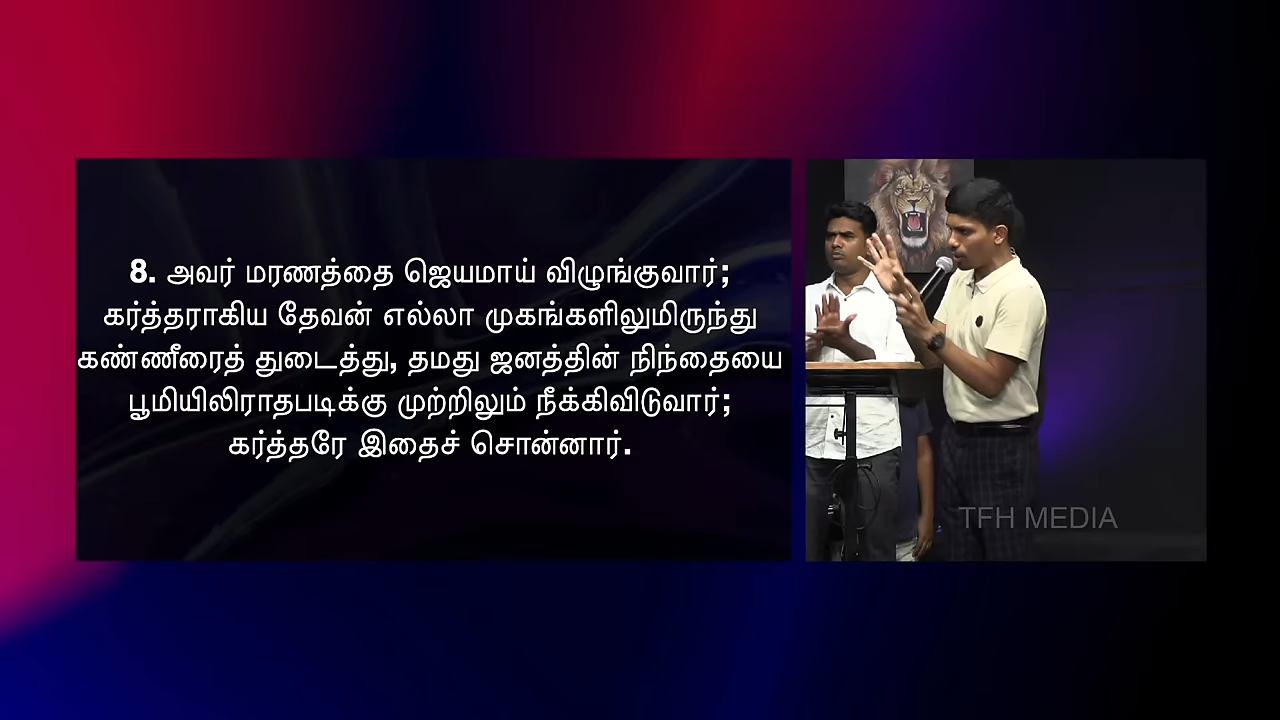 8. அவர் மரணத்தை ஜெயமாய் விழுங்குவார்;
கர்த்தராகிய தேவன் எல்லா முகங்களிலுமிருந்து
கண்ணீரைத் துடைத்து, தமது ஜனத்தின் நிந்தையை
பூமியிலிராதபடிக்கு முற்றிலும் நீக்கிவிடுவார்;
கர்த்தரே இதைச் சொன்னார்.
TFH MEDIA